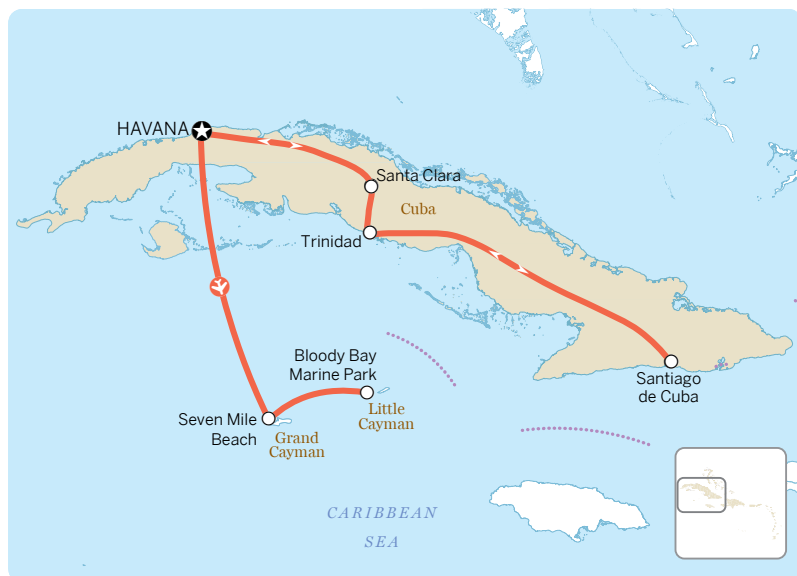 HAVANA
Santa Clara
Cuba
Trinidad
Bloody Bay
Marine Park
Santiago
de Cuba
Little
Cayman
Seven Mile
Beach
Grand
Cayman
CARIBBEAN
SEA